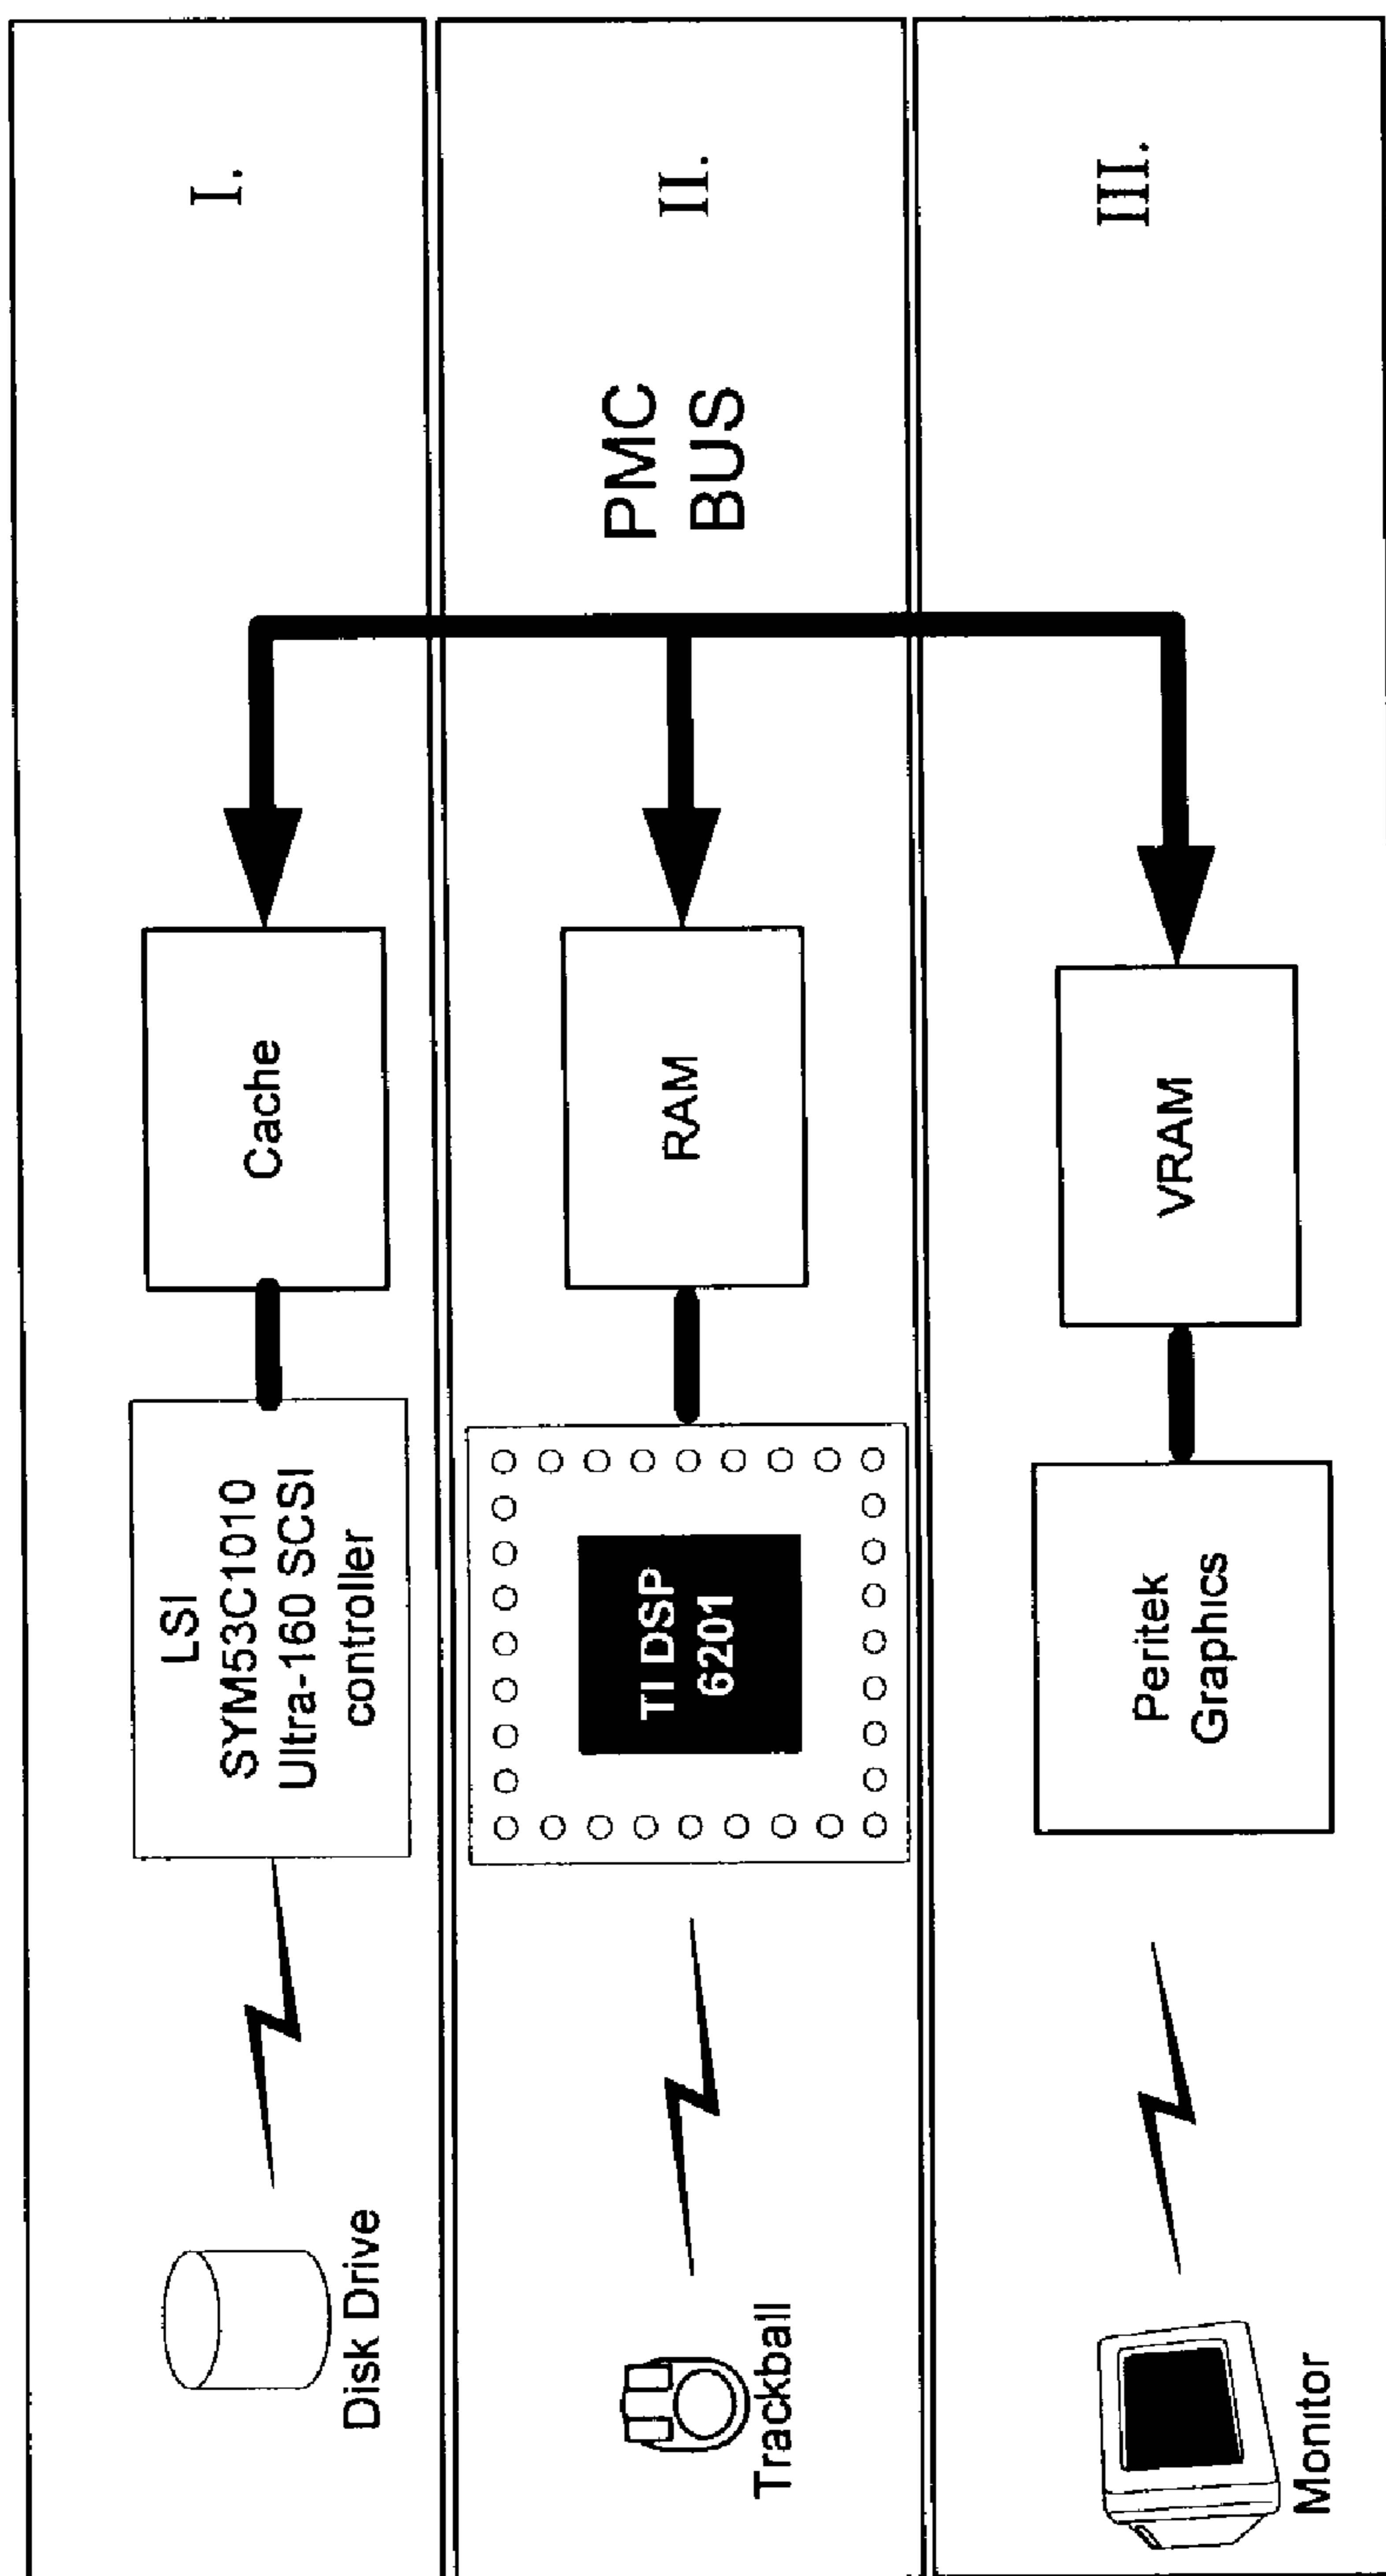 I.
Disk Drive
LSI
SYM53C1010
Ultra-160 SCSI
controller
Cache
II.
Trackball
TI DSP
6201
RAM
PMC
BUS
III.
Monitor
Peritek
Graphics
VRAM